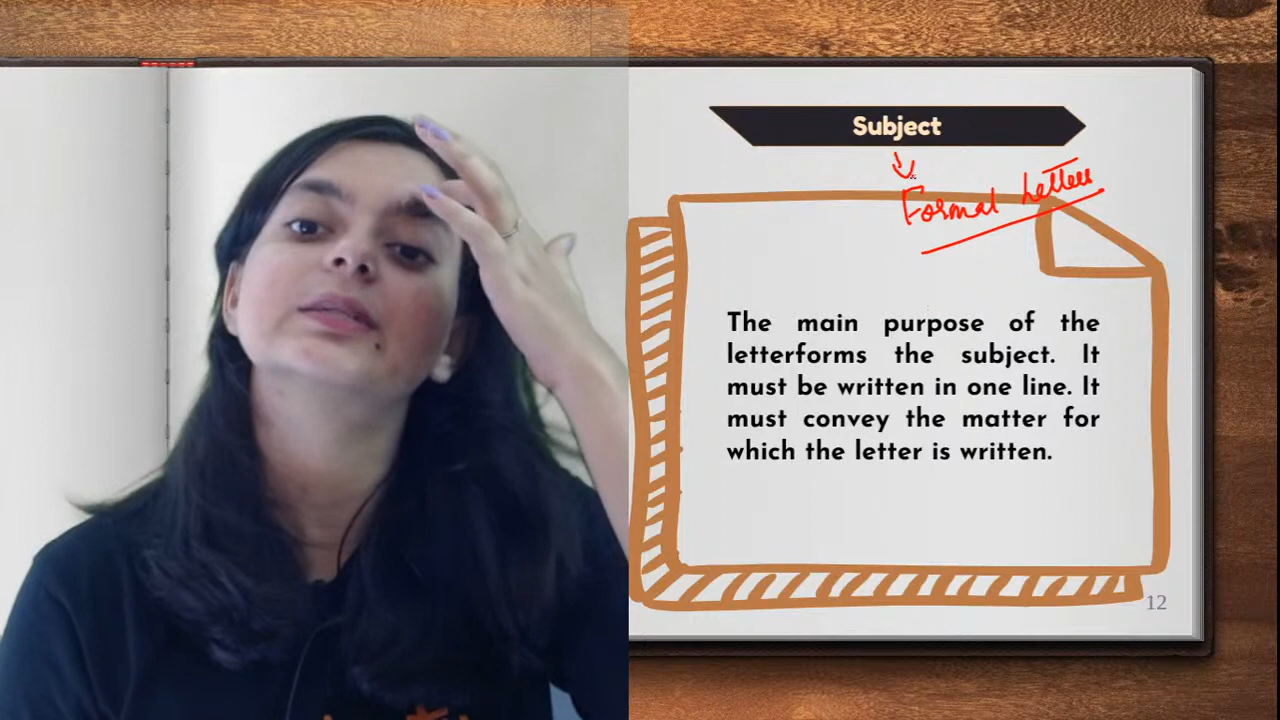 Subject
Formal Letters
The main purpose of the
letterforms the subject. It
must be written in one line. It
must convey the matter for
which the letter is written.
12